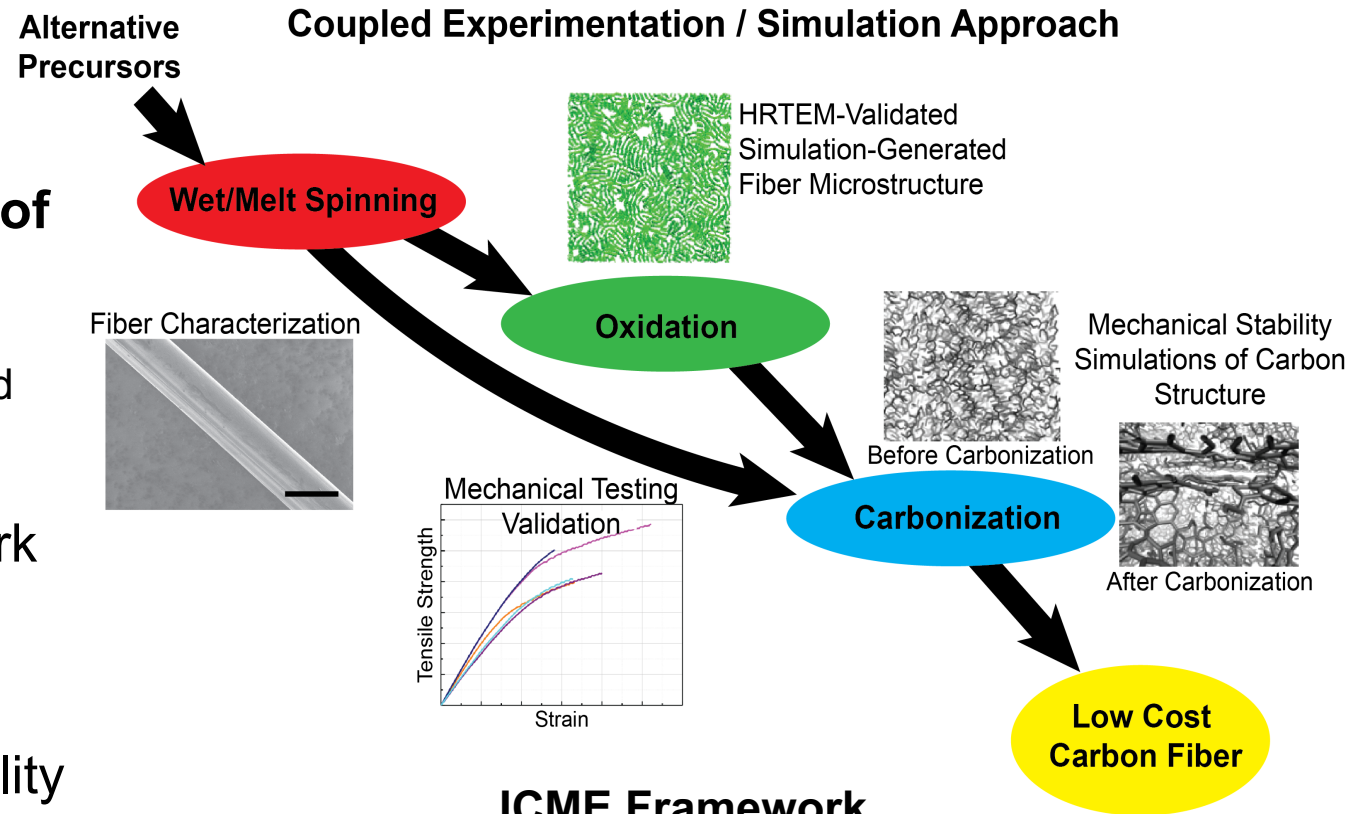 Coupled Experimentation / Simulation Approach
Alternative
Precursors
HRTEM-Validated
Simulation-Generated
Fiber Microstructure
Wet/Melt Spinning
of
Oxidation
Fiber Characterization
Mechanical Stability
Simulations of Carbon
Structure
d
Before Carbonization
Mechanical Testing
Validation
Carbonization
rk
After Carbonization
Tensile Strength
Strain
Low Cost
Carbon Fiber
lity
ICME Framework